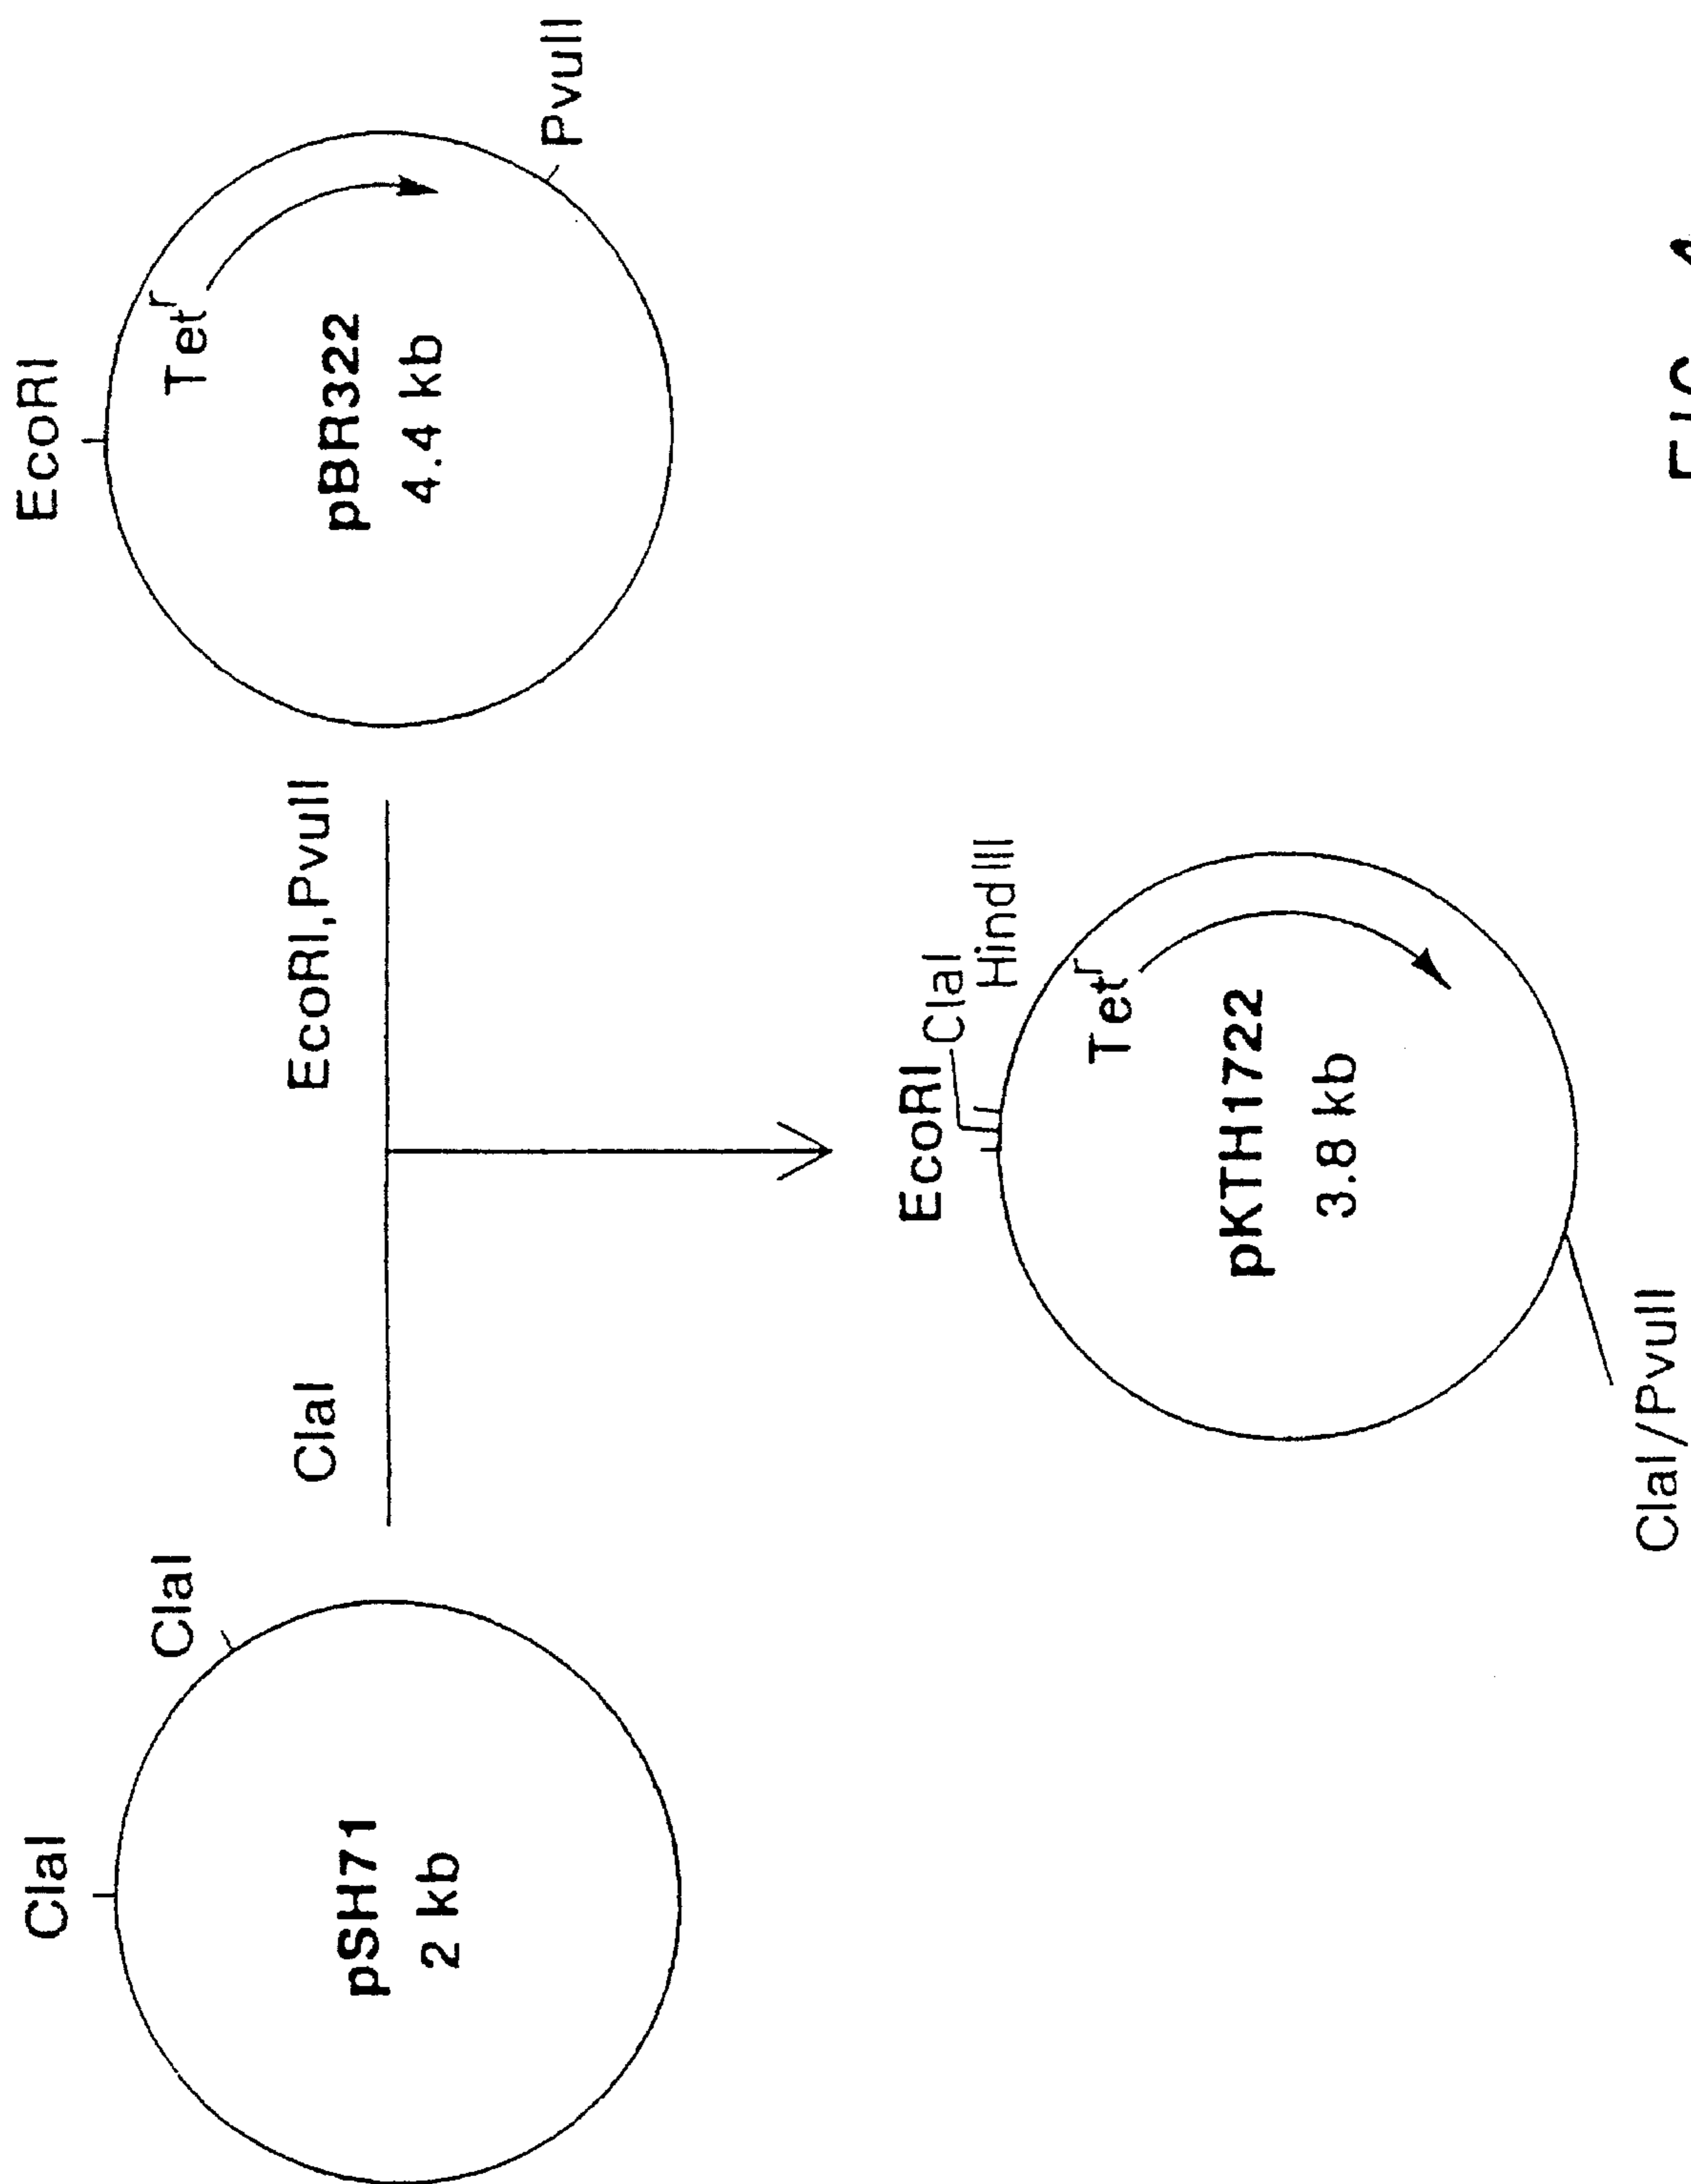 ClaI
ClaI
pSH71
2 kb
ClaI
EcoRI,PvuII
EcoRI
Tet^r
pBR322
4.4 kb
PvuII
EcoRI
ClaI
HindIII
Tet^r
pKTH1722
3.8 kb
ClaI/PvuII